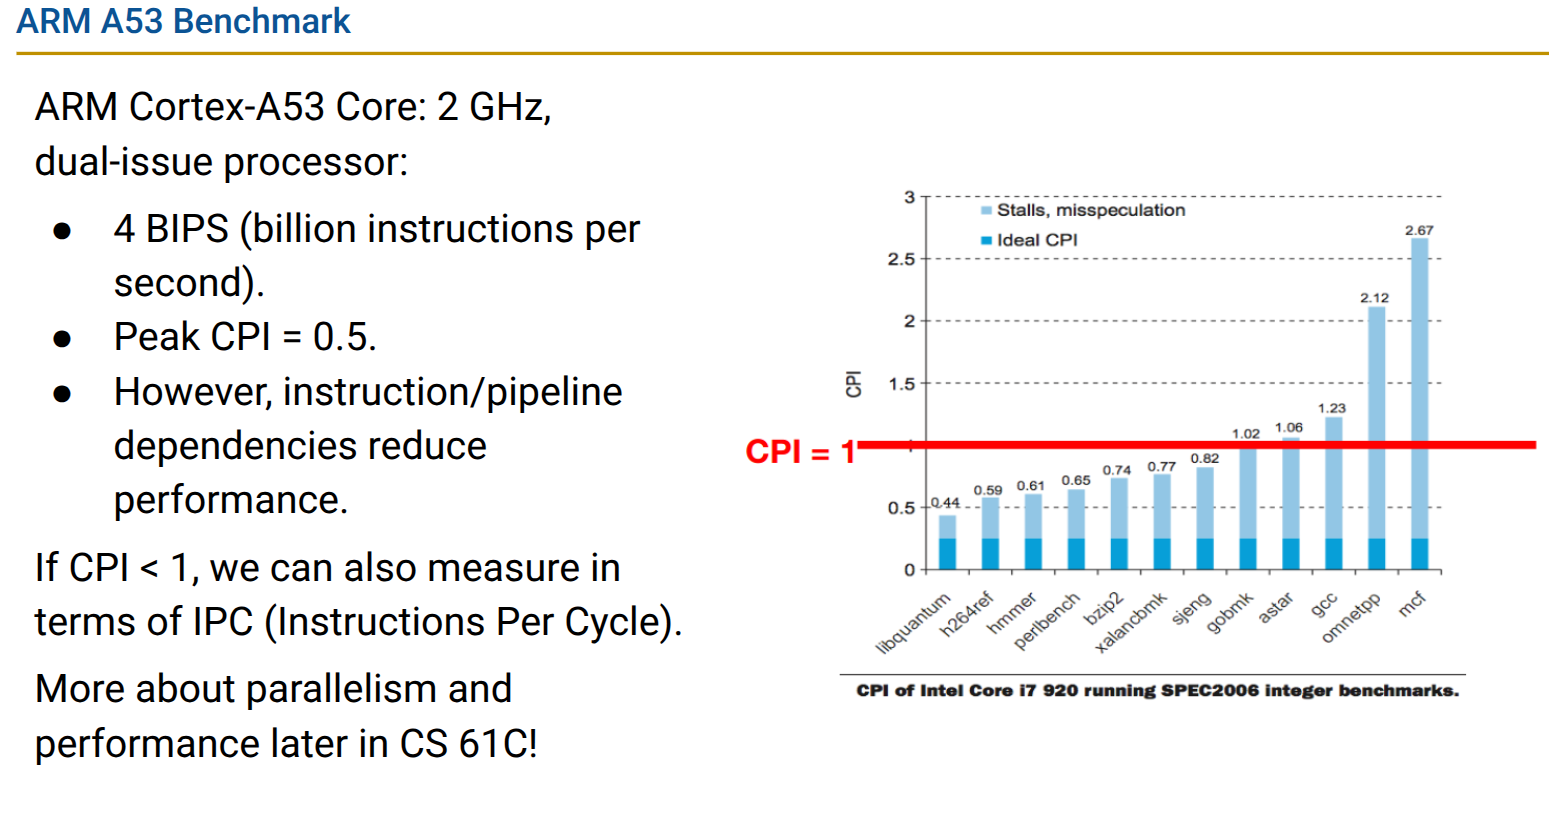 ARM A53 Benchmark
ARM Cortex-A53 Core: 2 GHz,
dual-issue processor:
● 4 BIPS (billion instructions per
second).
● Peak CPI = 0.5.
● However, instruction/pipeline
dependencies reduce
performance.
If CPI < 1, we can also measure in
terms of IPC (Instructions Per Cycle).
More about parallelism and
performance later in CS 61C!
3
Stalls, misspeculation
Ideal CPI
2.5
2
1.5
CPI
CPI = 1
0.5
0
0.44
0.59
0.61
0.65
0.74
0.77
0.82
1.02
1.06
1.23
2.12
2.67
libquantum
h264ref
hmmer
perlbench
bzip2
xalancbmk
sjeng
gobmk
astar
gcc
omnetpp
mcf
CPI of Intel Core i7 920 running SPEC2006 integer benchmarks.